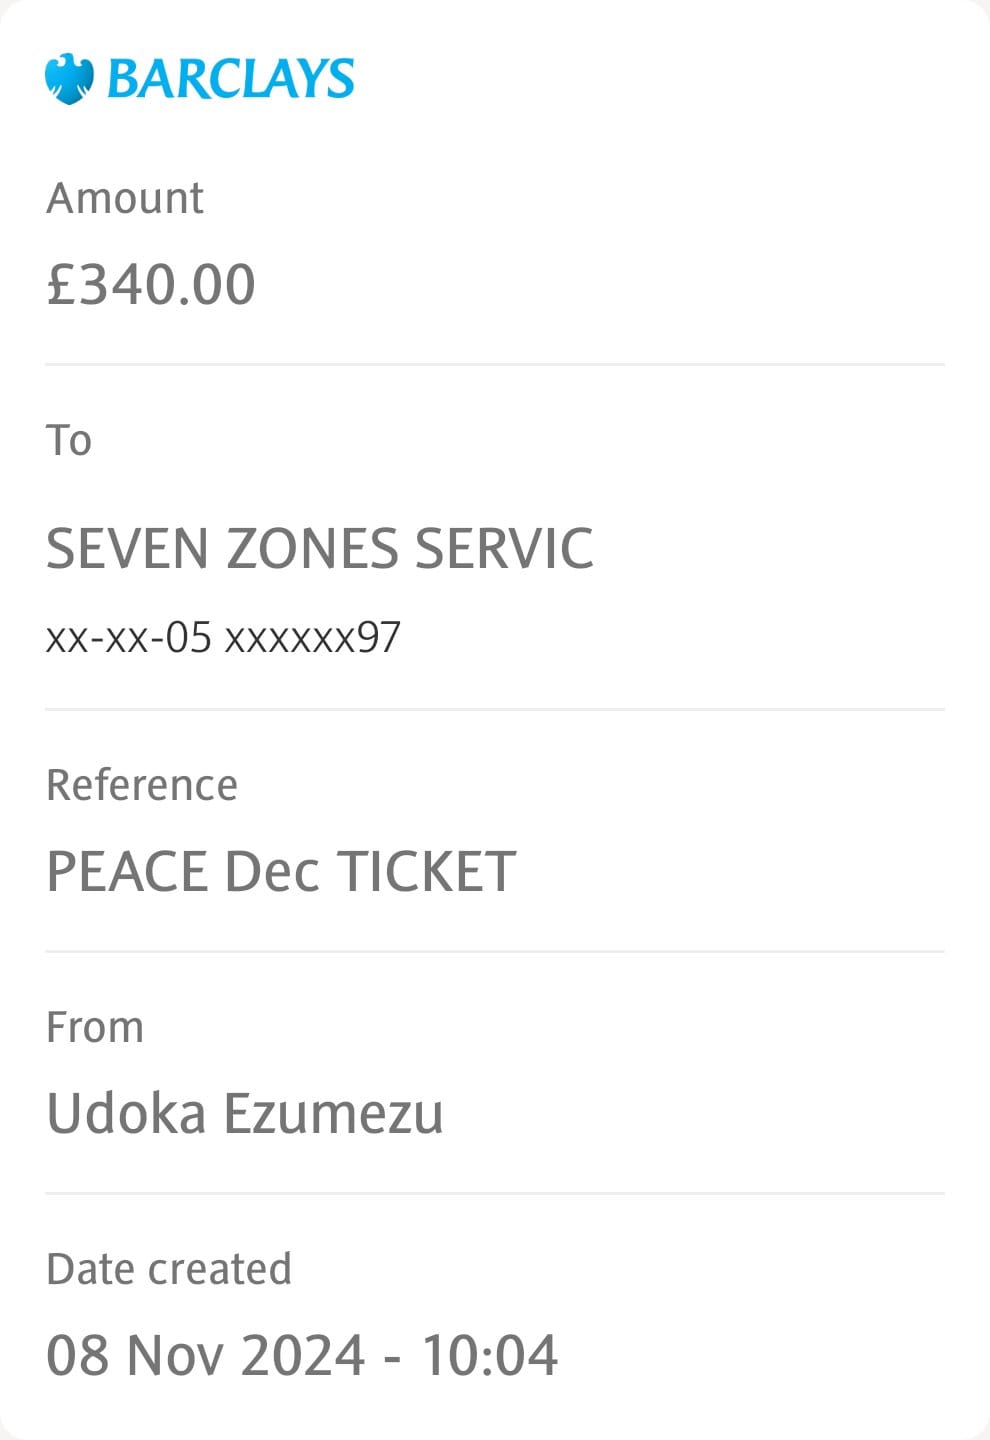 BARCLAYS
Amount
£340.00
To
SEVEN ZONES SERVIC
xx-xx-05 xxxxxx97
Reference
PEACE Dec TICKET
From
Udoka Ezumezu
Date created
08 Nov 2024 - 10:04